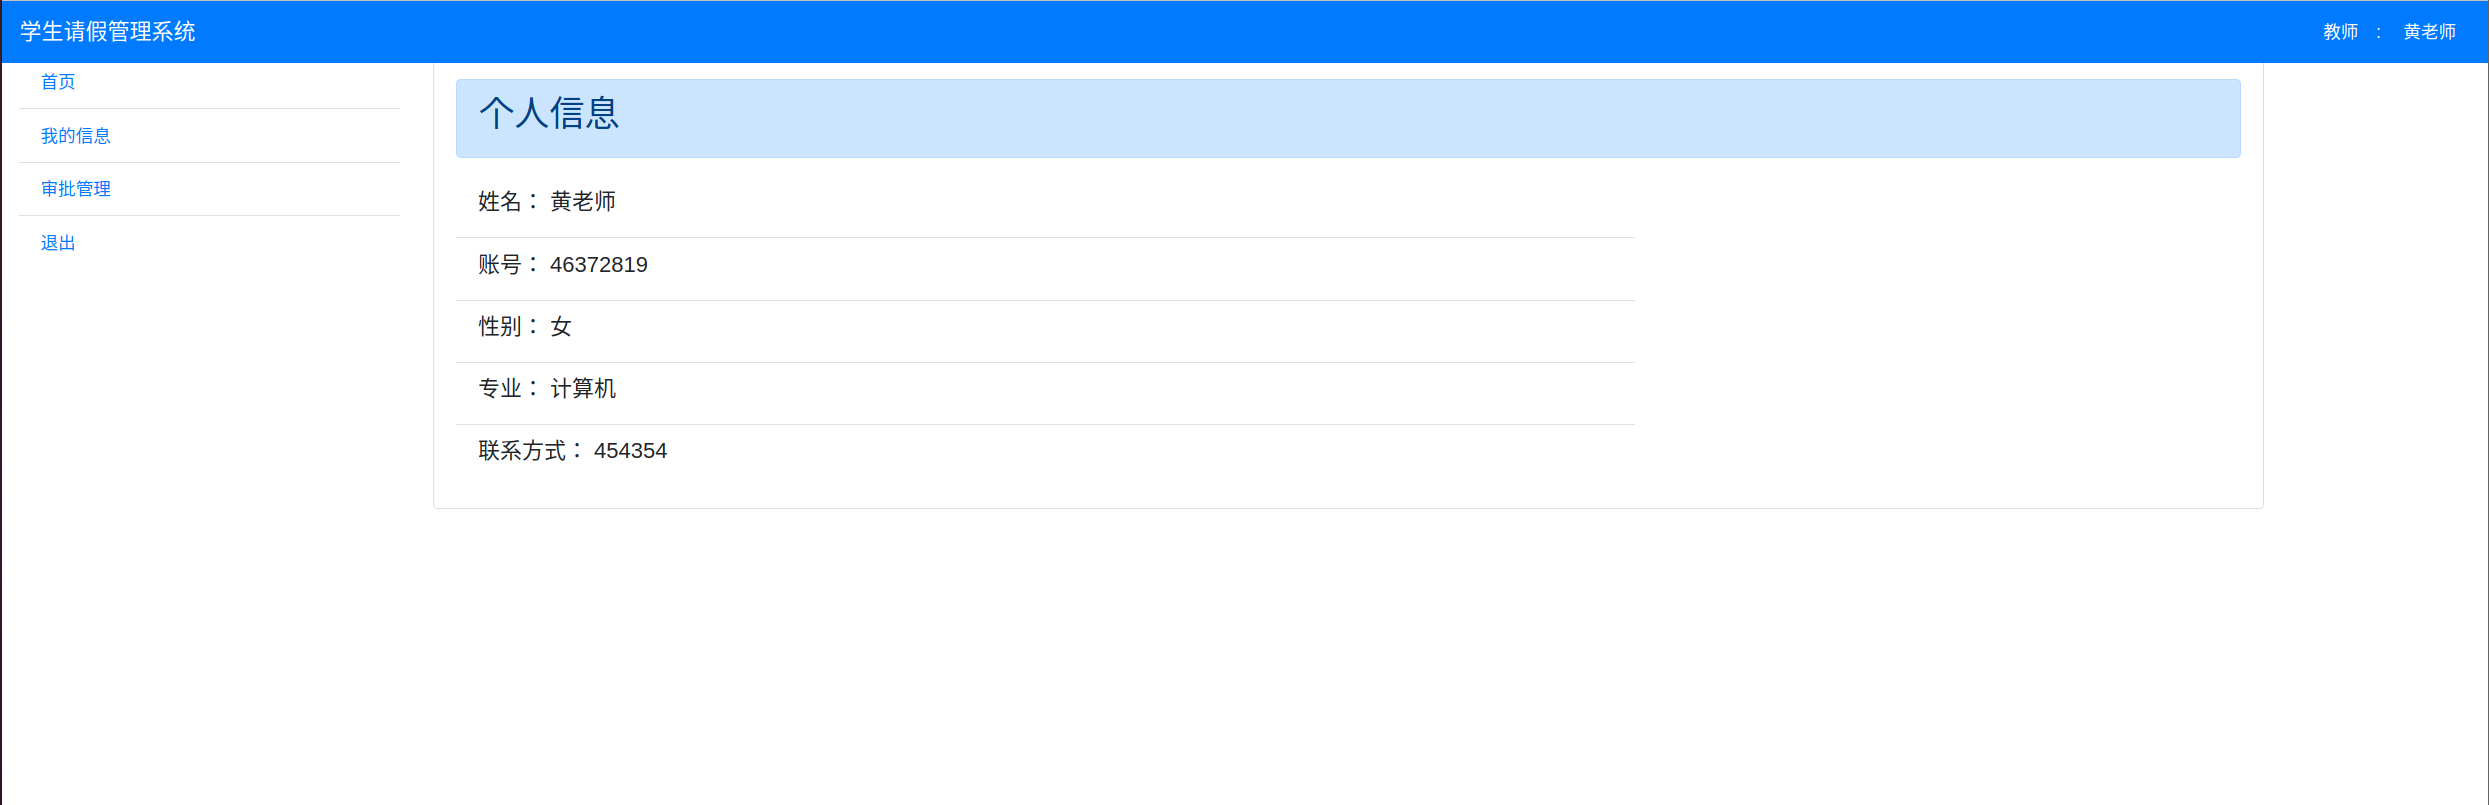 学生请假管理系统
教师 : 黄老师
首页
我的信息
审批管理
退出
个人信息
姓名： 黄老师
账号： 46372819
性别： 女
专业： 计算机
联系方式： 454354